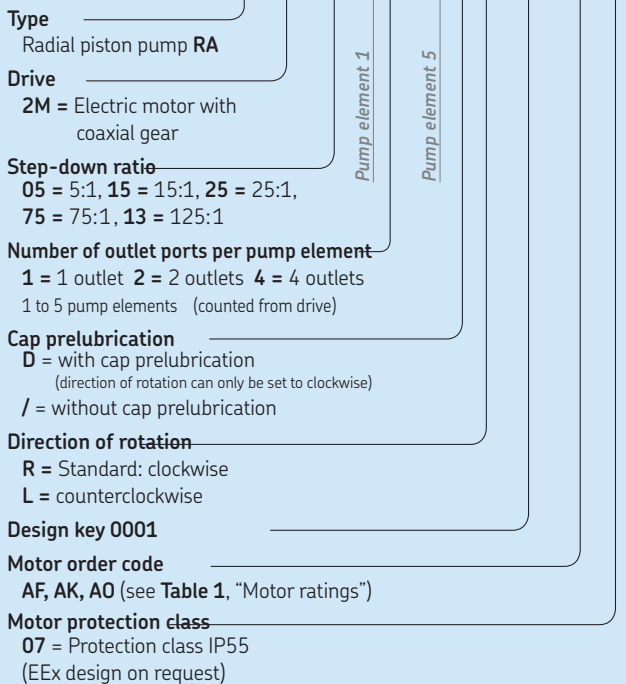 Type
Radial piston pump RA
Drive
2M = Electric motor with
coaxial gear
Step-down ratio
05 = 5:1, 15 = 15:1, 25 = 25:1,
75 = 75:1, 13 = 125:1
Number of outlet ports per pump element
1 = 1 outlet 2 = 2 outlets 4 = 4 outlets
1 to 5 pump elements (counted from drive)
Cap prelubrication
D = with cap prelubrication
(direction of rotation can only be set to clockwise)
/ = without cap prelubrication
Direction of rotation
R = Standard: clockwise
L = counterclockwise
Design key 0001
Motor order code
AF, AK, AO (see Table 1, “Motor ratings”)
Motor protection class
07 = Protection class IP55
(EEx design on request)
Pump element 1
Pump element 5